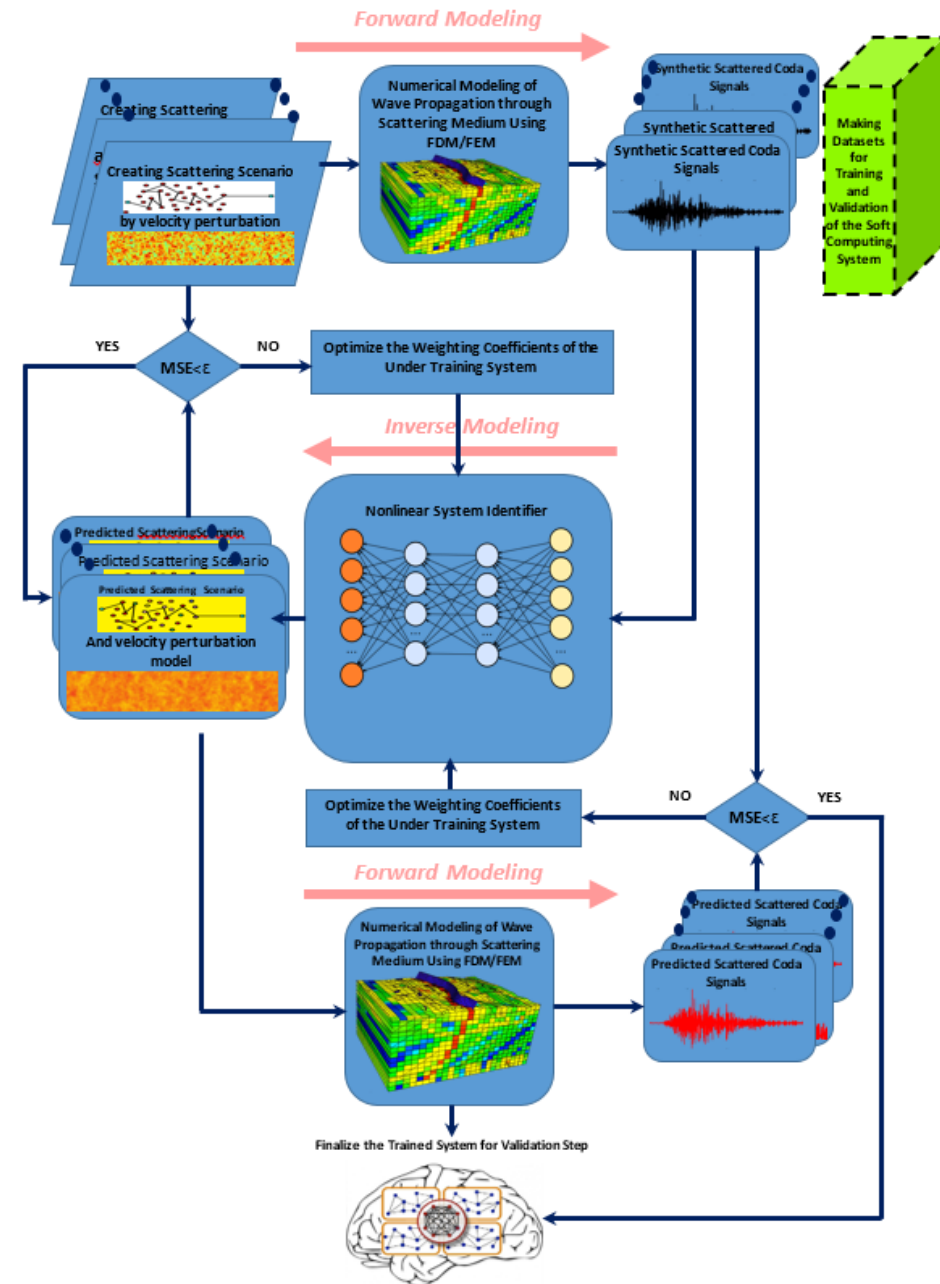 Forward Modeling
Creating Scattering
Creating Scattering Scenario
by velocity perturbation
Numerical Modeling of
Wave Propagation through
Scattering Medium Using
FDM/FEM
Synthetic Scattered Coda
Signals
Synthetic Scattered
Synthetic Scattered Coda
Signals
Making
Datasets
for
Training
and
Validation
of the Soft
Computing
System
YES
MSE<ε
NO
Optimize the Weighting Coefficients of the
Under Training System
Inverse Modeling
Nonlinear System Identifier
...
...
...
...
Predicted ScatteringScenario
Predicted Scattering Scenario
Predicted Scattering Scenario
And velocity perturbation
model
Optimize the Weighting Coefficients
of the Under Training System
NO
MSE<ε
YES
Forward Modeling
Numerical Modeling of Wave
Propagation through Scattering
Medium Using FDM/FEM
Predicted Scattered Coda
Signals
Predicted Scattered Coda
Predicted Scattered Coda
Signals
Finalize the Trained System for Validation Step